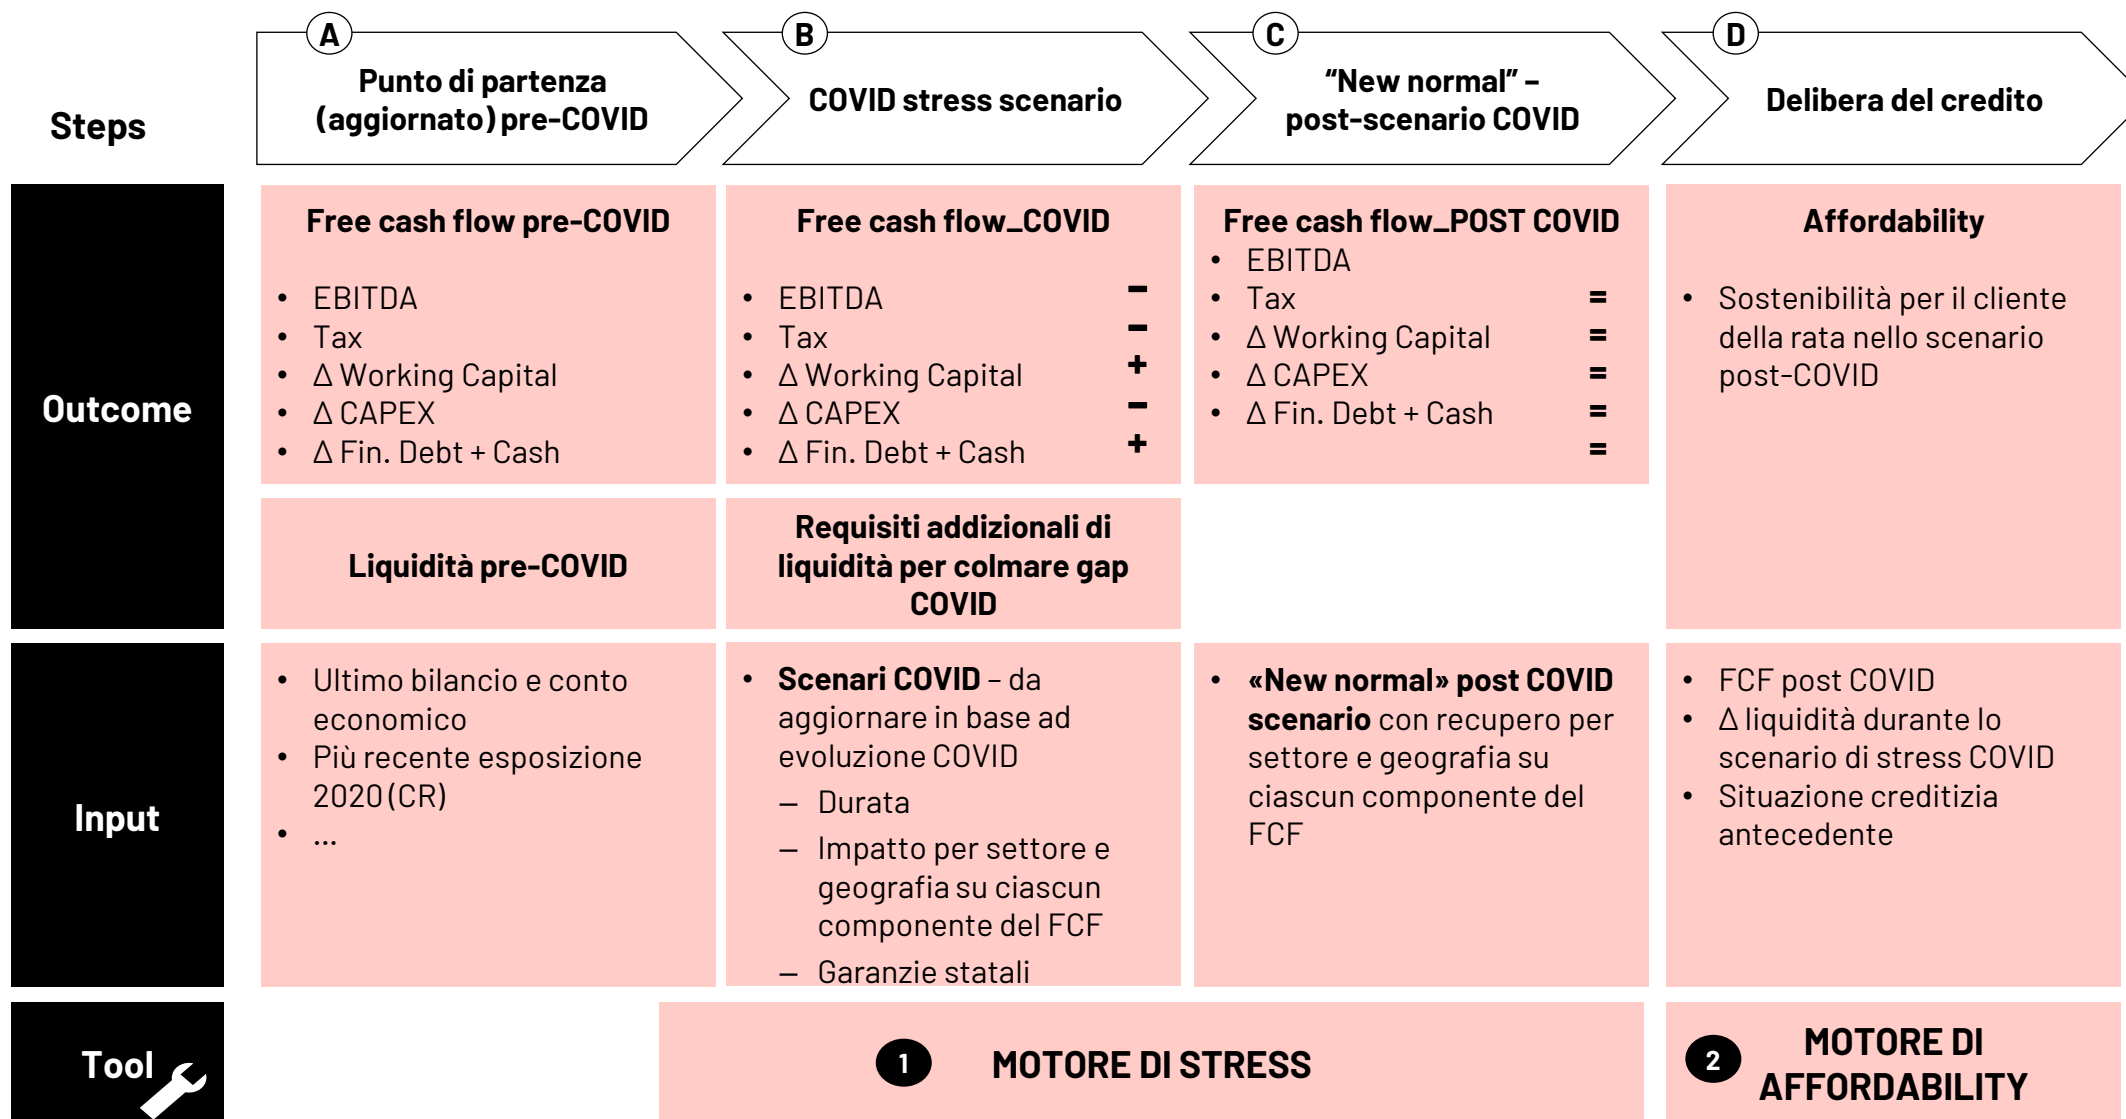 Steps
A
Punto di partenza
(aggiornato) pre-COVID
B
COVID stress scenario
C
“New normal” –
post-scenario COVID
D
Delibera del credito
Outcome
Free cash flow pre-COVID
• EBITDA
• Tax
• Δ Working Capital
• Δ CAPEX
• Δ Fin. Debt + Cash
Free cash flow_COVID
• EBITDA –
• Tax –
• Δ Working Capital +
• Δ CAPEX –
• Δ Fin. Debt + Cash +
Free cash flow_POST COVID
• EBITDA
• Tax =
• Δ Working Capital =
• Δ CAPEX =
• Δ Fin. Debt + Cash =
=
Affordability
• Sostenibilità per il cliente
della rata nello scenario
post-COVID
Liquidità pre-COVID
Requisiti addizionali di
liquidità per colmare gap
COVID
Input
• Ultimo bilancio e conto
economico
• Più recente esposizione
2020 (CR)
• ...
• Scenari COVID – da
aggiornare in base ad
evoluzione COVID
– Durata
– Impatto per settore e
geografia su ciascun
componente del FCF
– Garanzie statali
• «New normal» post COVID
scenario con recupero per
settore e geografia su
ciascun componente del
FCF
• FCF post COVID
• Δ liquidità durante lo
scenario di stress COVID
• Situazione creditizia
antecedente
Tool
1 MOTORE DI STRESS
2 MOTORE DI
AFFORDABILITY